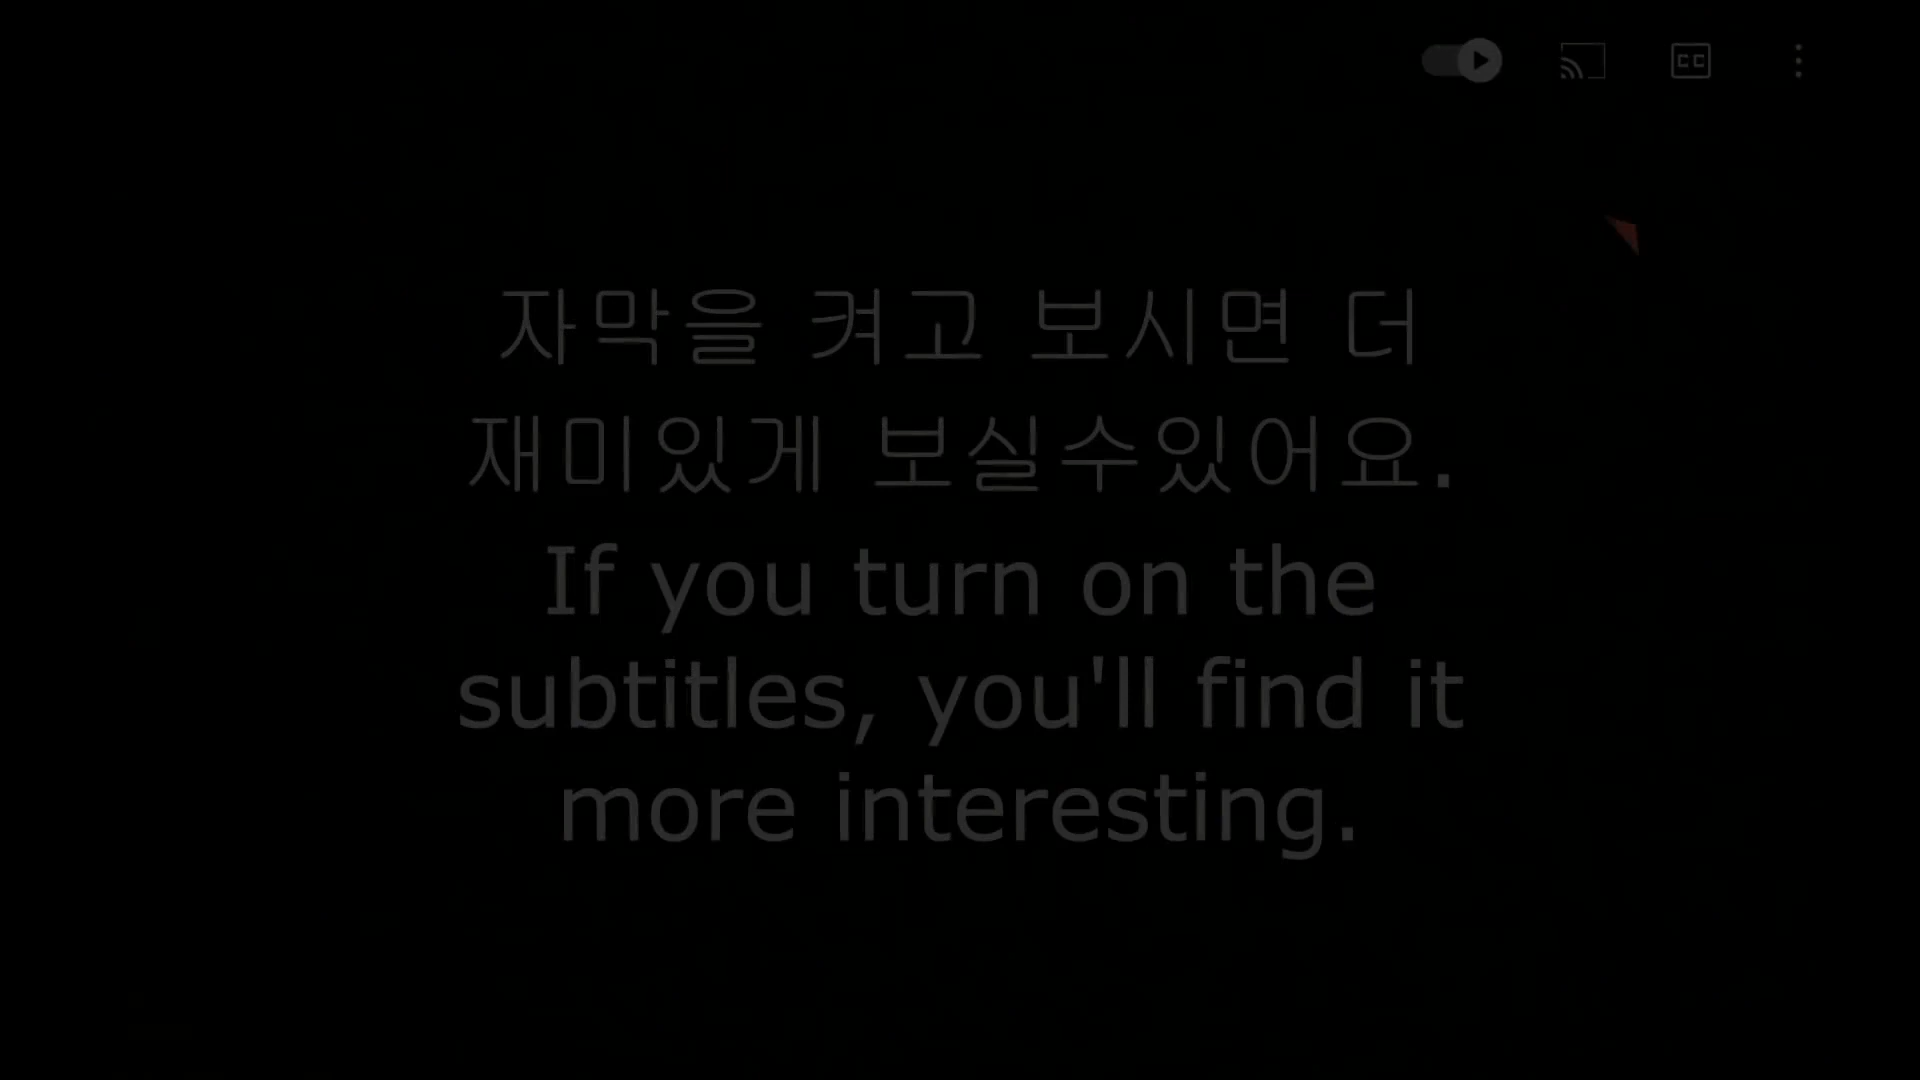 CC
자막을 켜고 보시면 더
재미있게 보실수있어요.
If you turn on the
subtitles, you'll find it
more interesting.